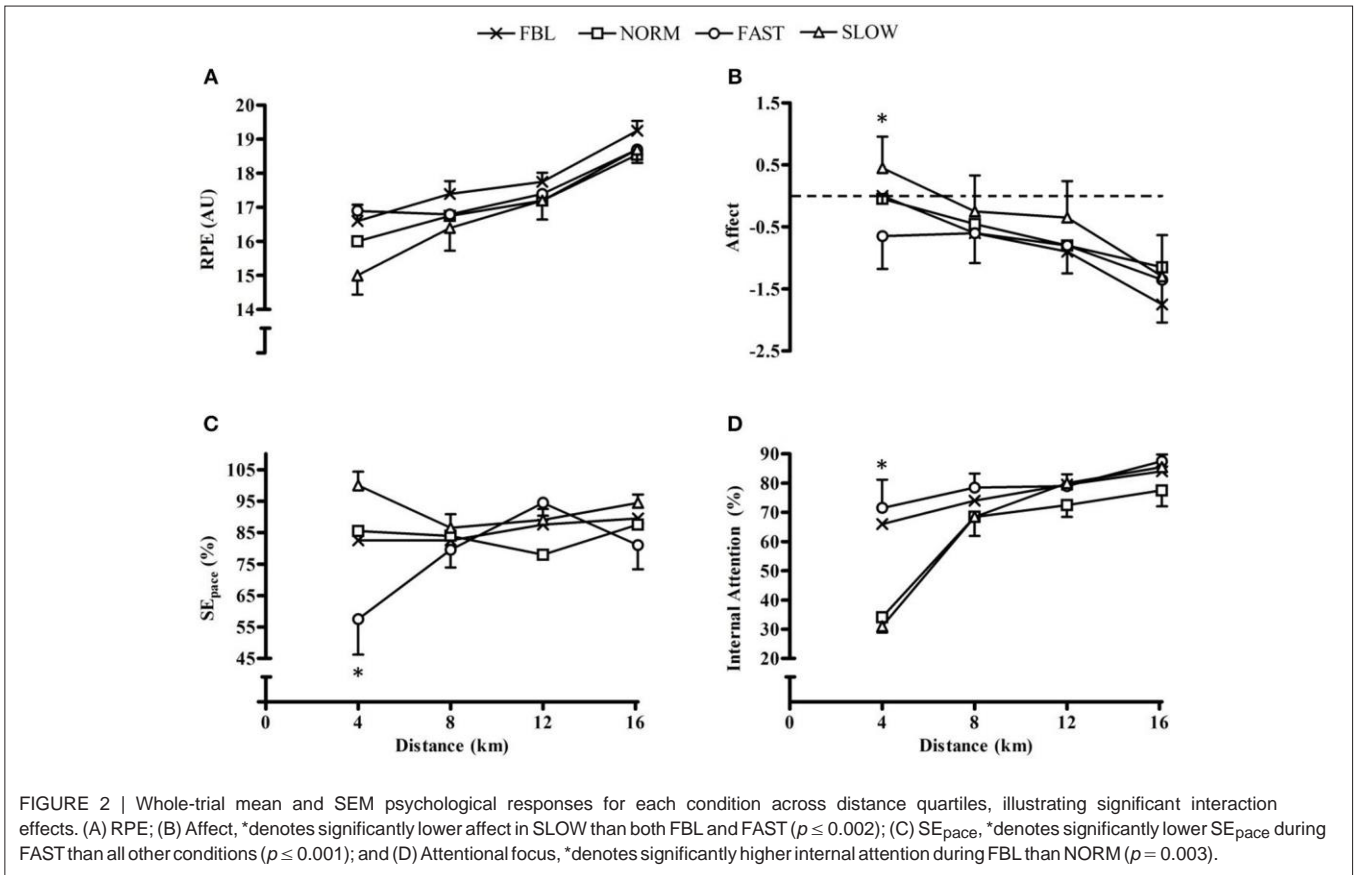 FBL NORM FAST SLOW
A
B
20
19
18
17
16
15
14
RPE (AU)
*
1.5
0.5
-0.5
-1.5
-2.5
Affect
C
D
105
95
85
75
65
55
45
SEpace (%)
*
0 4 8 12 16
Distance (km)
*
90
80
70
60
50
40
30
20
Internal Attention (%)
0 4 8 12 16
Distance (km)
FIGURE 2 | Whole-trial mean and SEM psychological responses for each condition across distance quartiles, illustrating significant interaction
effects. (A) RPE; (B) Affect, *denotes significantly lower affect in SLOW than both FBL and FAST (p ≤ 0.002); (C) SEpace, *denotes significantly lower SEpace during
FAST than all other conditions (p ≤ 0.001); and (D) Attentional focus, *denotes significantly higher internal attention during FBL than NORM (p = 0.003).